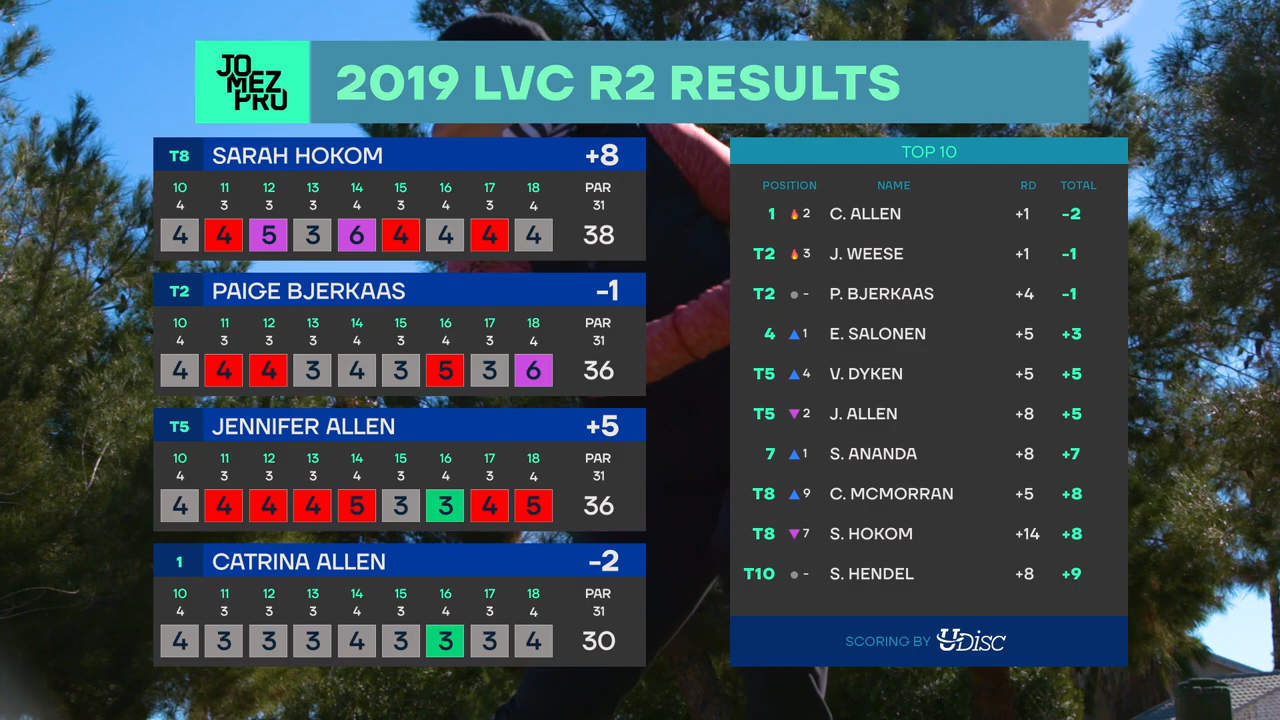 JOMEZPRO
2019 LVC R2 RESULTS
T8 SARAH HOKOM +8
10 11 12 13 14 15 16 17 18 PAR
4 3 3 3 4 3 4 3 4 31
4 4 5 3 6 4 4 4 4 38
T2 PAIGE BJERKAAS -1
10 11 12 13 14 15 16 17 18 PAR
4 3 3 3 4 3 4 3 4 31
4 4 4 3 4 3 5 3 6 36
T5 JENNIFER ALLEN +5
10 11 12 13 14 15 16 17 18 PAR
4 3 3 3 4 3 4 3 4 31
4 4 4 4 5 3 3 4 5 36
1 CATRINA ALLEN -2
10 11 12 13 14 15 16 17 18 PAR
4 3 3 3 4 3 4 3 4 31
4 3 3 3 4 3 3 3 4 30
TOP 10
POSITION NAME RD TOTAL
1 2 C. ALLEN +1 -2
T2 3 J. WEESE +1 -1
T2 - P. BJERKAAS +4 -1
4 1 E. SALONEN +5 +3
T5 4 V. DYKEN +5 +5
T5 2 J. ALLEN +8 +5
7 1 S. ANANDA +8 +7
T8 9 C. MCMORRAN +5 +8
T8 7 S. HOKOM +14 +8
T10 - S. HENDEL +8 +9
SCORING BY UDisc